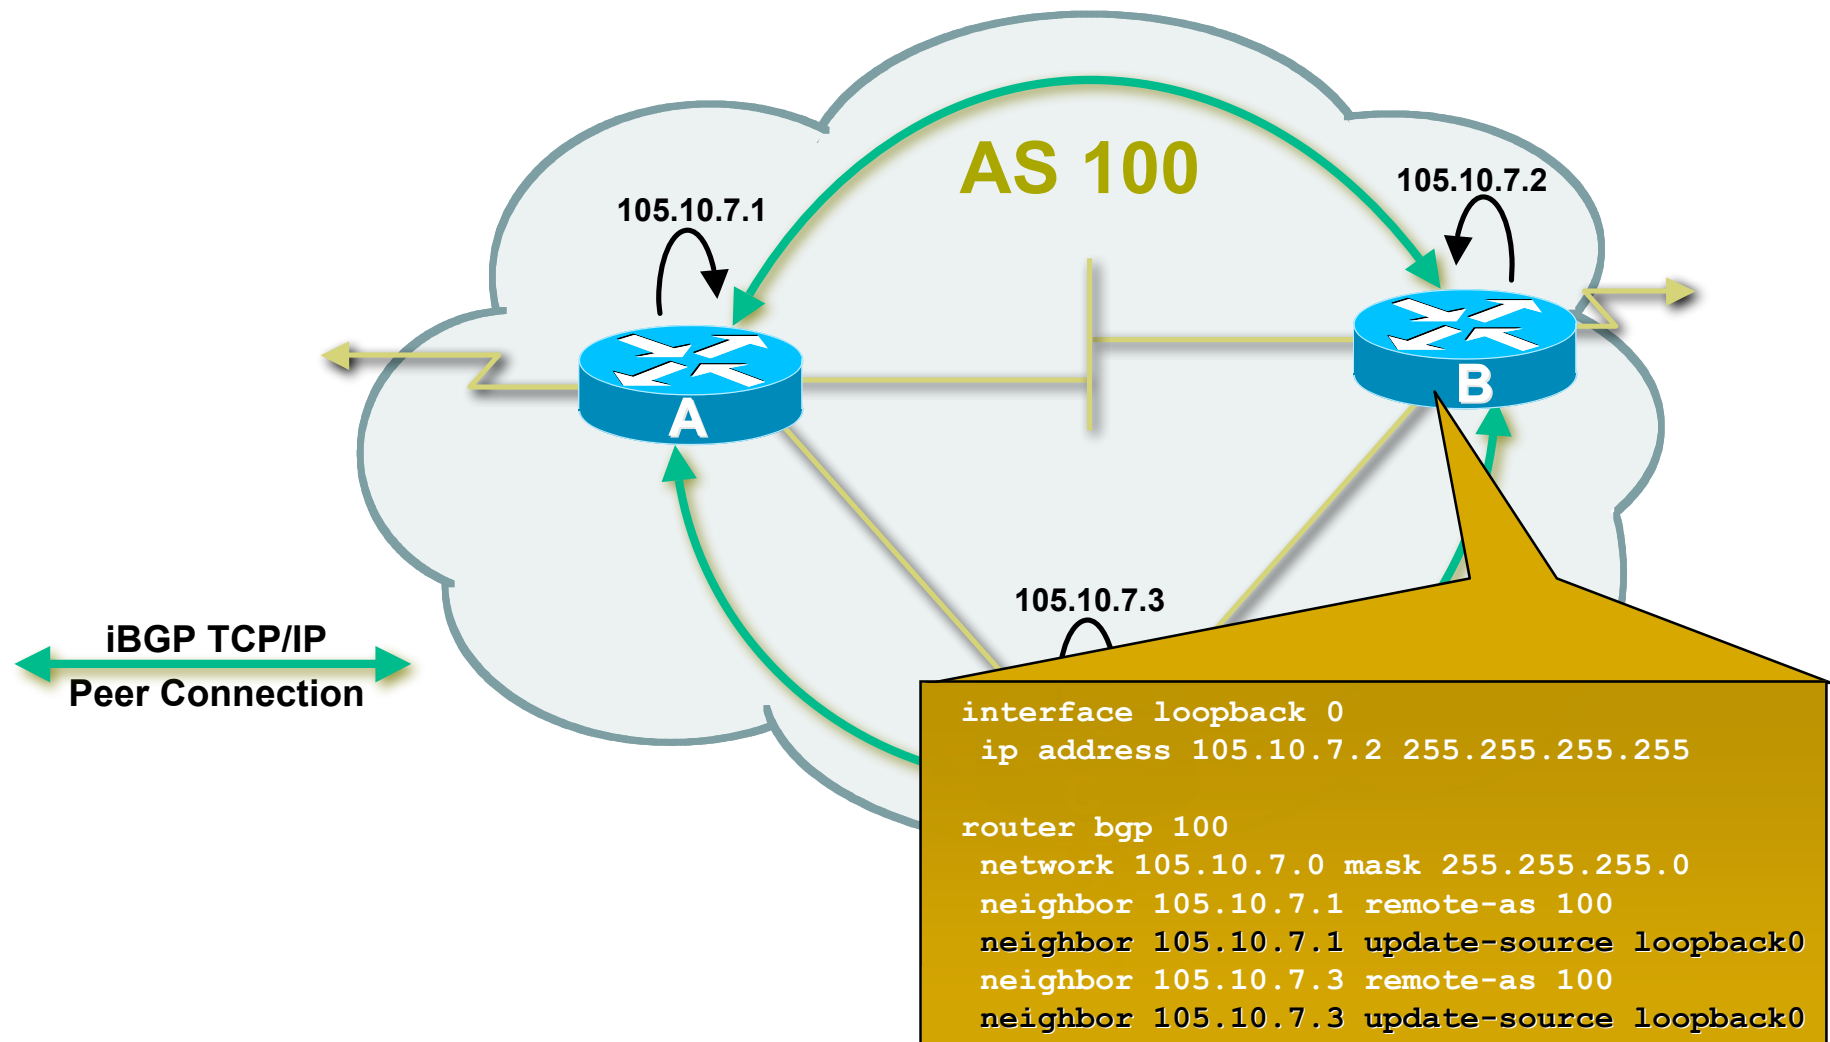 AS 100
105.10.7.2
105.10.7.1
B
A
105.10.7.3
iBGP TCP/IP
Peer Connection
interface loopback 0
ip address 105.10.7.2 255.255.255.255
router bgp 100
network 105.10.7.0 mask 255.255.255.0
neighbor 105.10.7.1 remote-as 100
neighbor 105.10.7.1 update-source loopback0
neighbor 105.10.7.3 remote-as 100
neighbor 105.10.7.3 update-source loopback0